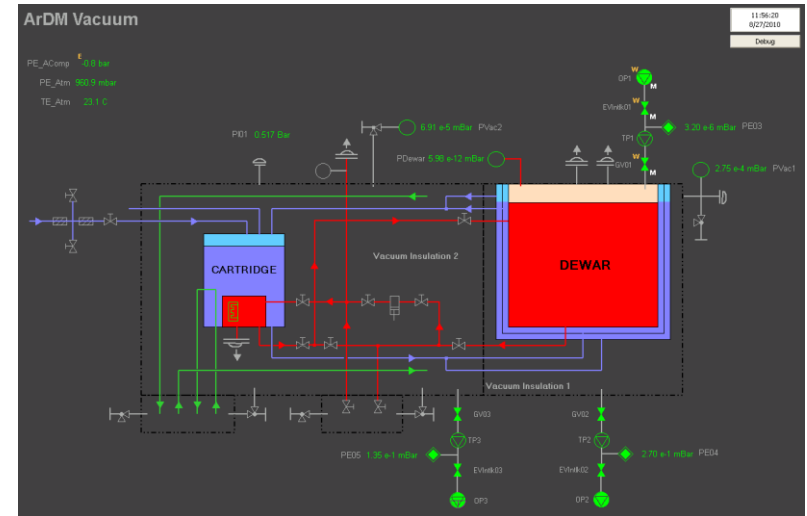 ArDM Vacuum
11:56:20
8/27/2010
Debug
PE_AComp E -0.8 bar
PE_Atm 960.9 mbar
TE_Atm 23.1 C
PI01 0.517 Bar
6.91 e-5 mBar PVac2
PDewar 5.98 e-12 mBar
W
OP1
M
W
EVIntlk01
M
3.20 e-6 mBar PE03
TP1
W
GV01
M
2.75 e-4 mBar PVac1
Vacuum Insulation 2
CARTRIDGE
DEWAR
Vacuum Insulation 1
GV03
GV02
TP3
TP2
PE05 1.35 e-1 mBar
2.70 e-1 mBar PE04
EVIntlk03
EVIntlk02
OP3
OP2